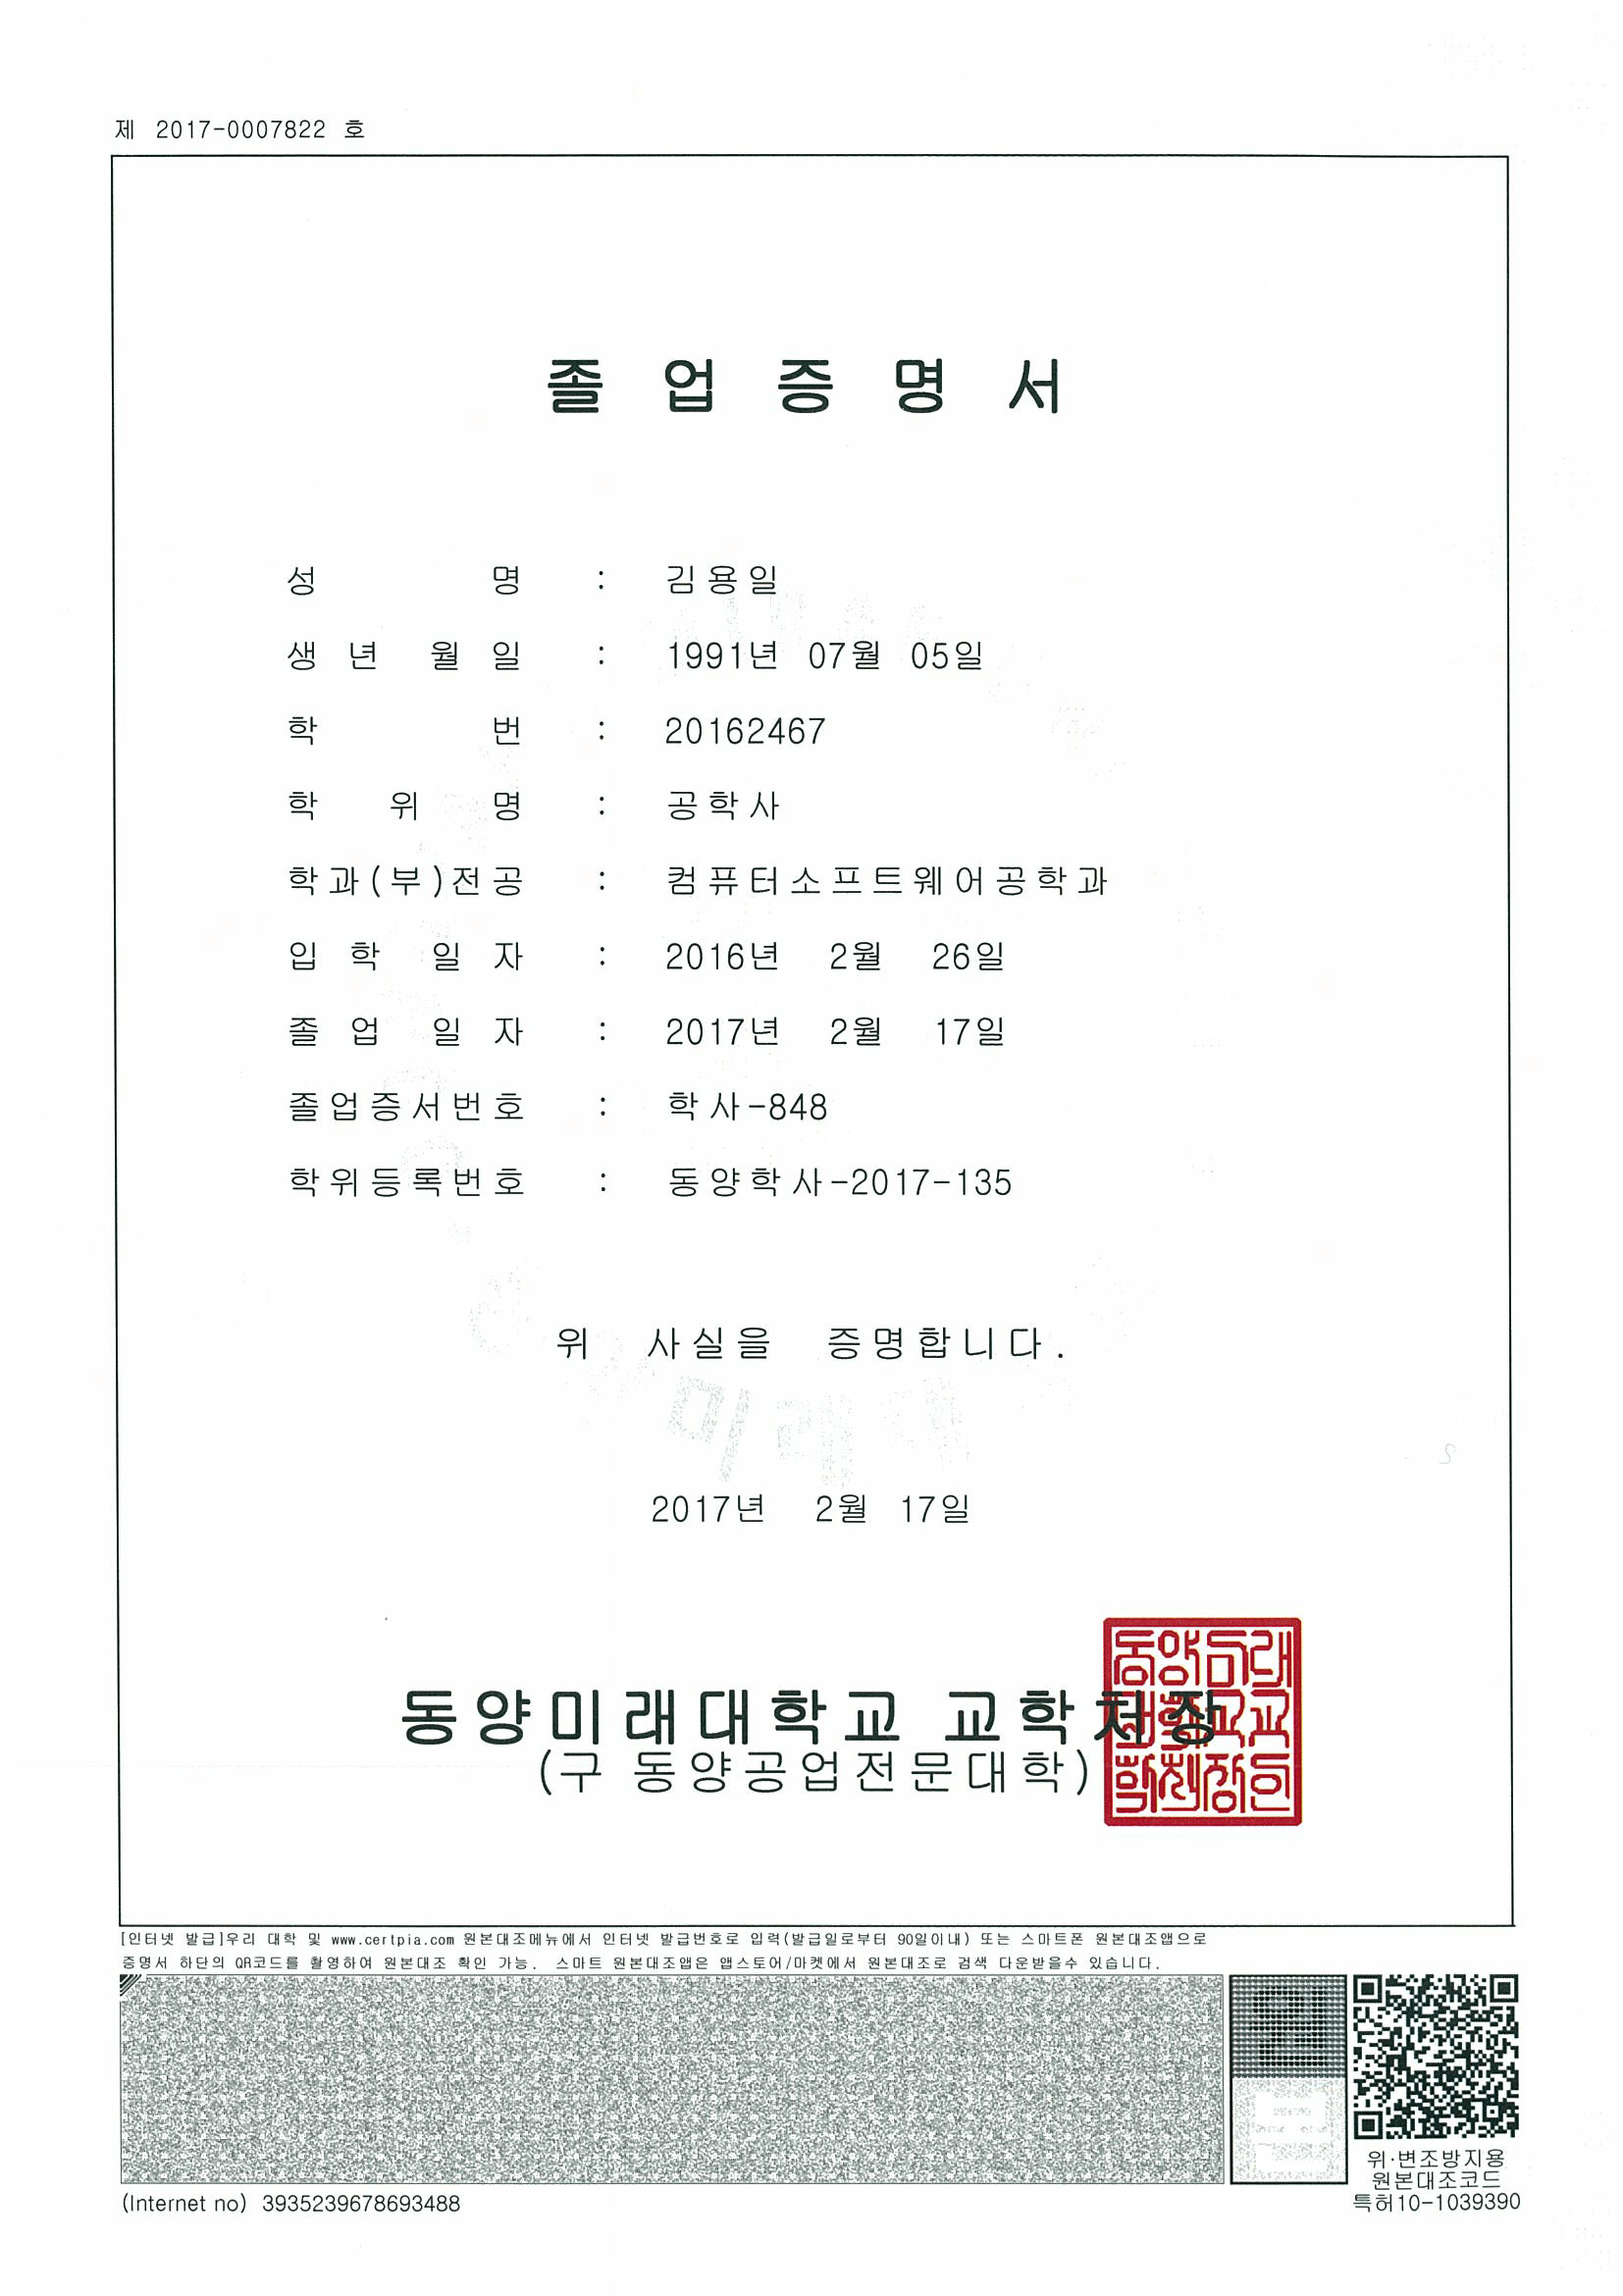 제 2017-0007822 호
졸 업 증 명 서
성 명 : 김용일
생 년 월 일 : 1991년 07월 05일
학 번 : 20162467
학 위 명 : 공학사
학과(부)전공 : 컴퓨터소프트웨어공학과
입 학 일 자 : 2016년 2월 26일
졸 업 일 자 : 2017년 2월 17일
졸업증서번호 : 학사-848
학위등록번호 : 동양학사-2017-135
위 사실을 증명합니다.
2017년 2월 17일
동양미래대학교 교학처장
(구 동양공업전문대학)
동양미래
대학교교
학처장인
[인터넷 발급]우리 대학 및 www.certpia.com 원본대조메뉴에서 인터넷 발급번호로 입력(발급일로부터 90일이내) 또는 스마트폰 원본대조앱으로
증명서 하단의 QR코드를 촬영하여 원본대조 확인 가능. 스마트 원본대조앱은 앱스토어/마켓에서 원본대조로 검색 다운받을수 있습니다.
위·변조방지용
원본대조코드
특허10-1039390
(Internet no) 3935239678693488